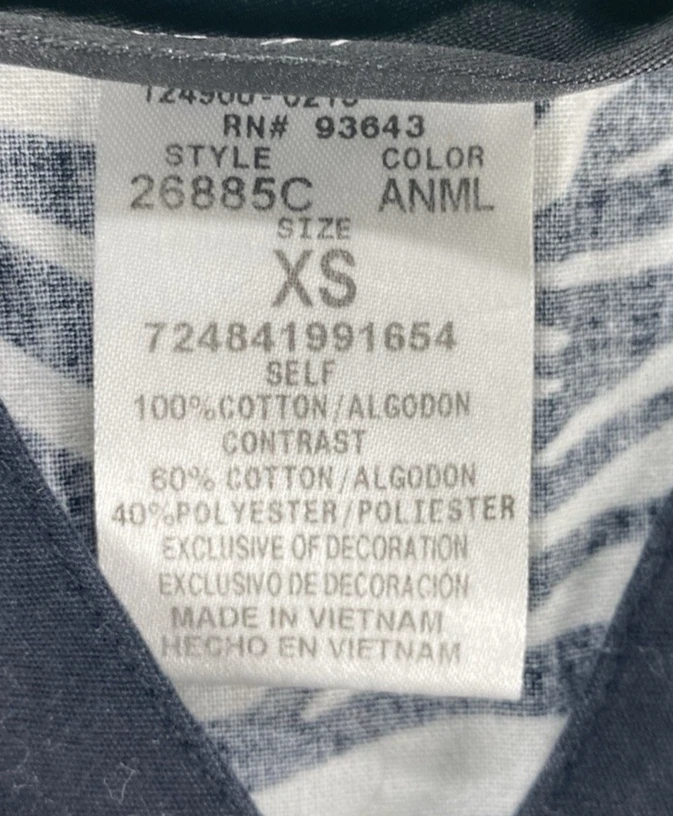 RN# 93643
STYLE COLOR
26885C ANML
SIZE
XS
724841991654
SELF
100%COTTON/ALGODON
CONTRAST
60% COTTON/ALGODON
40%POLYESTER/POLIESTER
EXCLUSIVE OF DECORATION
EXCLUSIVO DE DECORACIÓN
MADE IN VIETNAM
HECHO EN VIETNAM